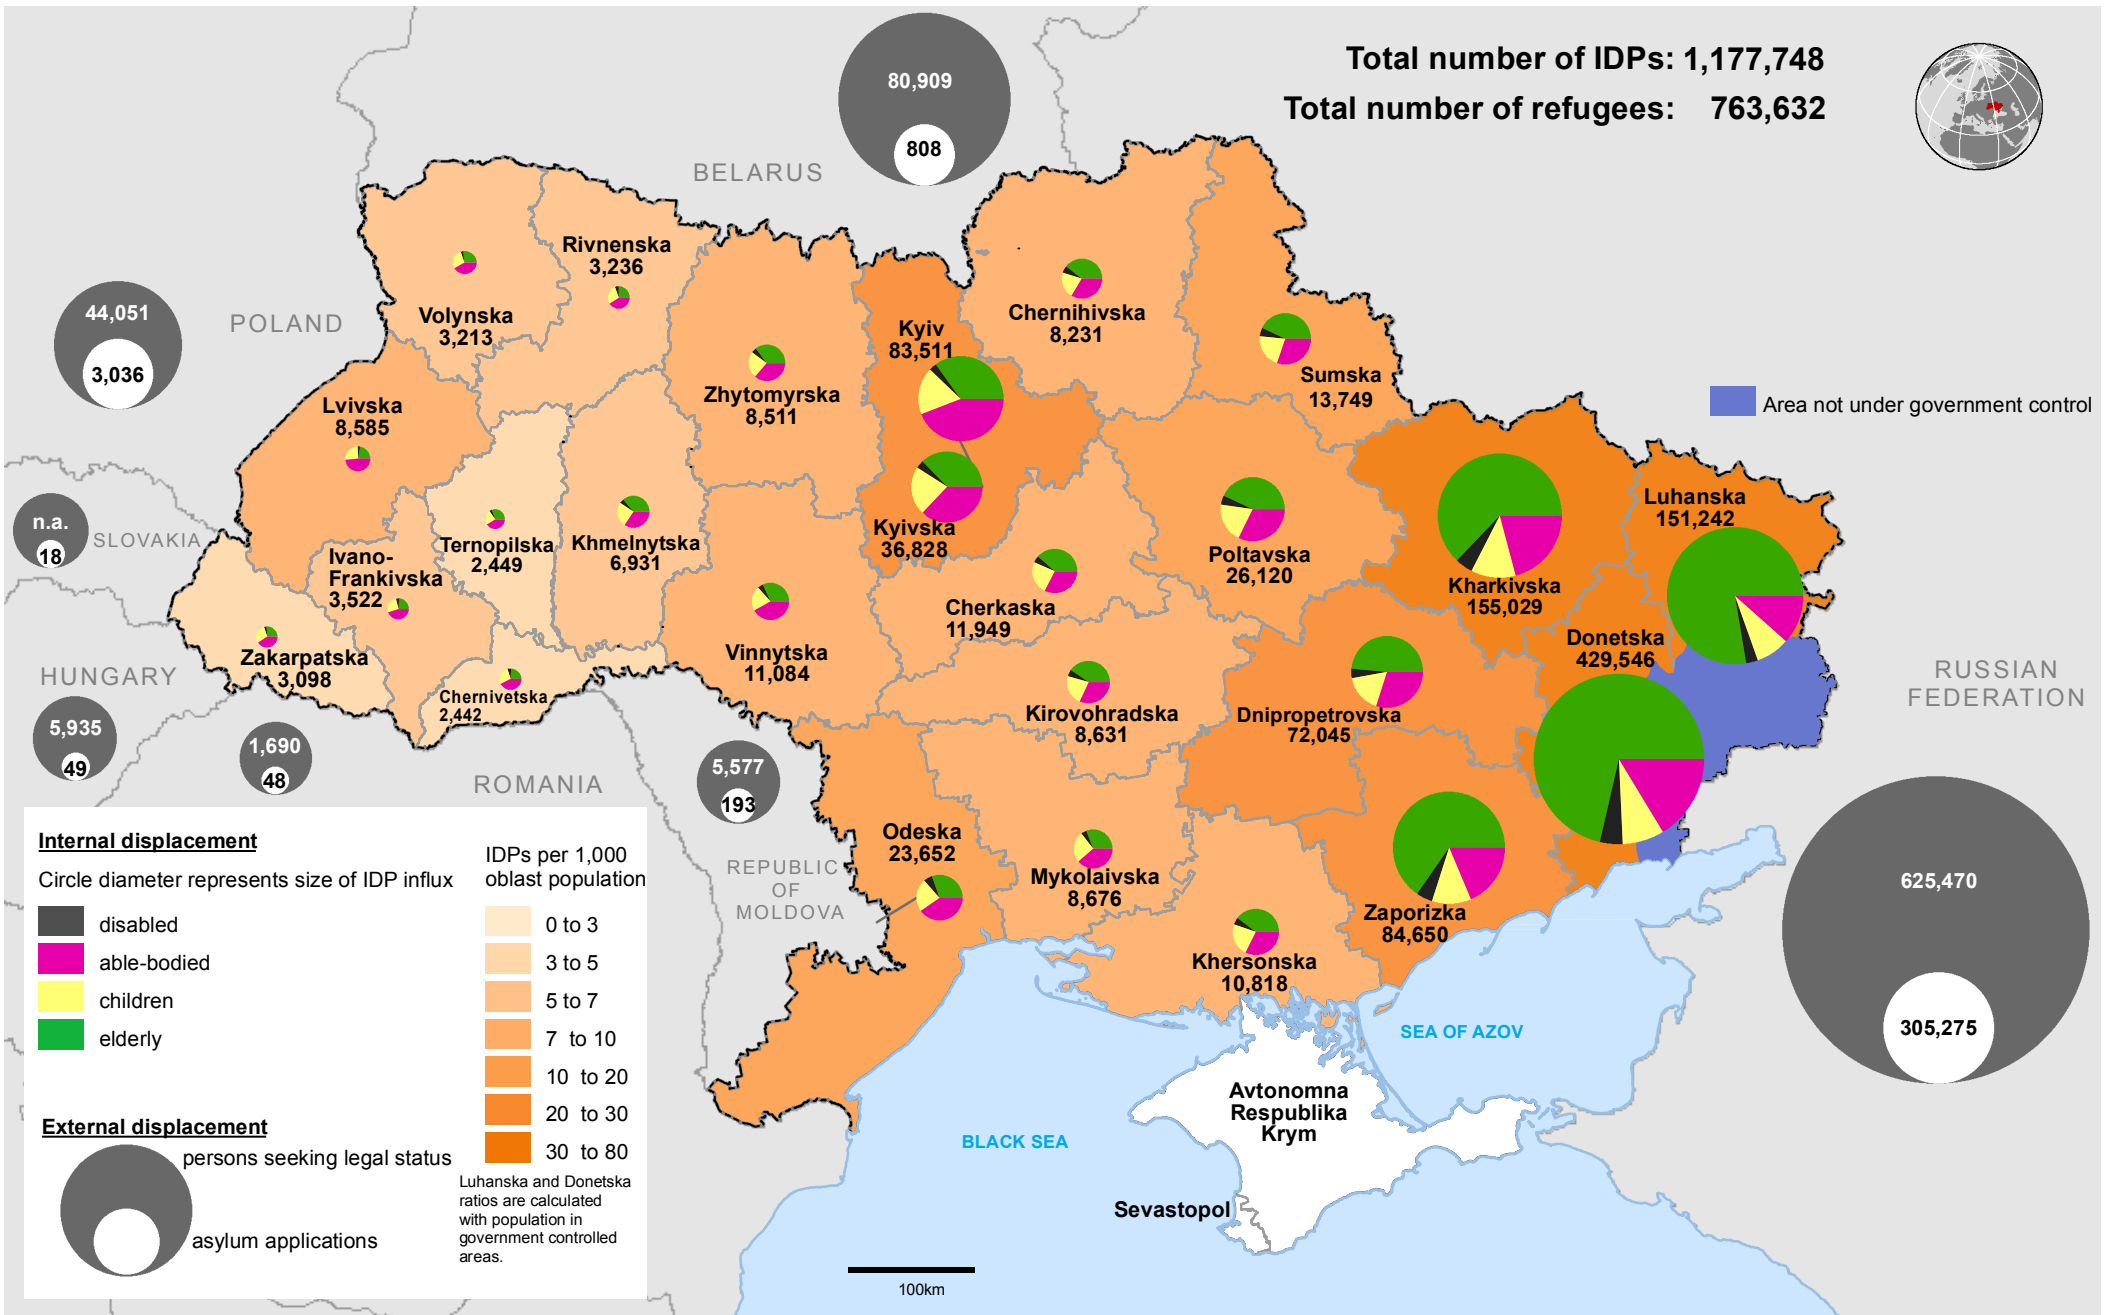 Total number of IDPs: 1,177,748
Total number of refugees: 763,632
80,909
808
BELARUS
Rivnenska
3,236
Volynska
3,213
44,051
3,036
POLAND
Kyiv
83,511
Chernihivska
8,231
Sumska
13,749
Zhytomyrska
8,511
Area not under government control
Lvivska
8,585
Luhanska
151,242
n.a.
18
SLOVAKIA
Ivano-
Frankivska
3,522
Ternopilska
2,449
Khmelnytska
6,931
Kyivska
36,828
Poltavska
26,120
Kharkivska
155,029
Cherkaska
11,949
Donetska
429,546
Zakarpatska
3,098
Vinnytska
11,084
HUNGARY
Chernivetska
2,442
Kirovohradska
8,631
Dnipropetrovska
72,045
RUSSIAN
FEDERATION
5,935
49
1,690
48
ROMANIA
5,577
193
REPUBLIC
OF
MOLDOVA
Odeska
23,652
Mykolaivska
8,676
Zaporizka
84,650
Khersonska
10,818
625,470
305,275
SEA OF AZOV
Avtonomna
Respublika
Krym
BLACK SEA
Sevastopol
100km
Internal displacement
Circle diameter represents size of IDP influx
disabled
able-bodied
children
elderly
IDPs per 1,000
oblast population
0 to 3
3 to 5
5 to 7
7 to 10
10 to 20
20 to 30
30 to 80
Luhanska and Donetska
ratios are calculated
with population in
government controlled
areas.
External displacement
persons seeking legal status
asylum applications